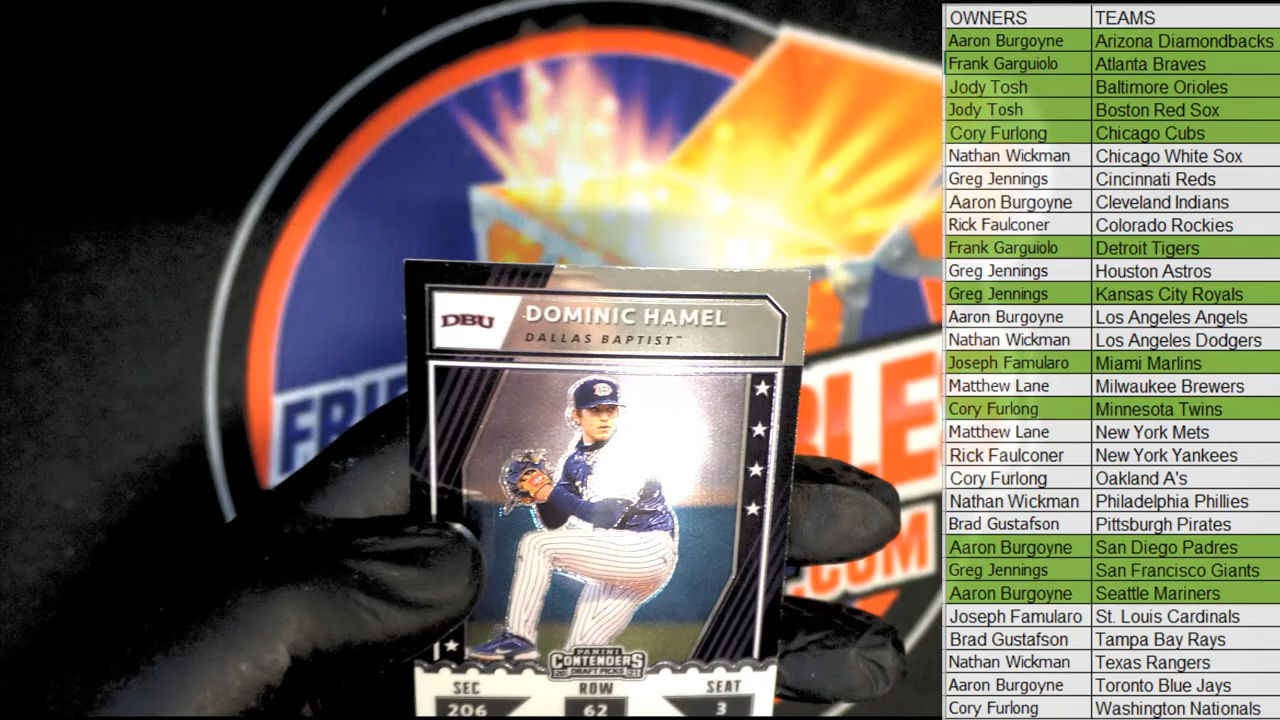 DBU
DOMINIC HAMEL
DALLAS BAPTIST™
B
PANINI
CONTENDERS
20 DRAFT PICKS 21
SEC ROW SEAT
206 62 3
.COM
OWNERS TEAMS
Aaron Burgoyne Arizona Diamondbacks
Frank Garguiolo Atlanta Braves
Jody Tosh Baltimore Orioles
Jody Tosh Boston Red Sox
Cory Furlong Chicago Cubs
Nathan Wickman Chicago White Sox
Greg Jennings Cincinnati Reds
Aaron Burgoyne Cleveland Indians
Rick Faulconer Colorado Rockies
Frank Garguiolo Detroit Tigers
Greg Jennings Houston Astros
Greg Jennings Kansas City Royals
Aaron Burgoyne Los Angeles Angels
Nathan Wickman Los Angeles Dodgers
Joseph Famularo Miami Marlins
Matthew Lane Milwaukee Brewers
Cory Furlong Minnesota Twins
Matthew Lane New York Mets
Rick Faulconer New York Yankees
Cory Furlong Oakland A's
Nathan Wickman Philadelphia Phillies
Brad Gustafson Pittsburgh Pirates
Aaron Burgoyne San Diego Padres
Greg Jennings San Francisco Giants
Aaron Burgoyne Seattle Mariners
Joseph Famularo St. Louis Cardinals
Brad Gustafson Tampa Bay Rays
Nathan Wickman Texas Rangers
Aaron Burgoyne Toronto Blue Jays
Cory Furlong Washington Nationals